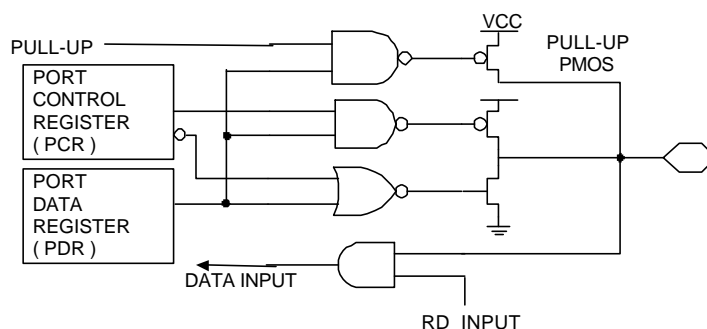 VCC
PULL-UP
PULL-UP
PMOS
PORT
CONTROL
REGISTER
( PCR )
PORT
DATA
REGISTER
( PDR )
DATA INPUT
RD INPUT